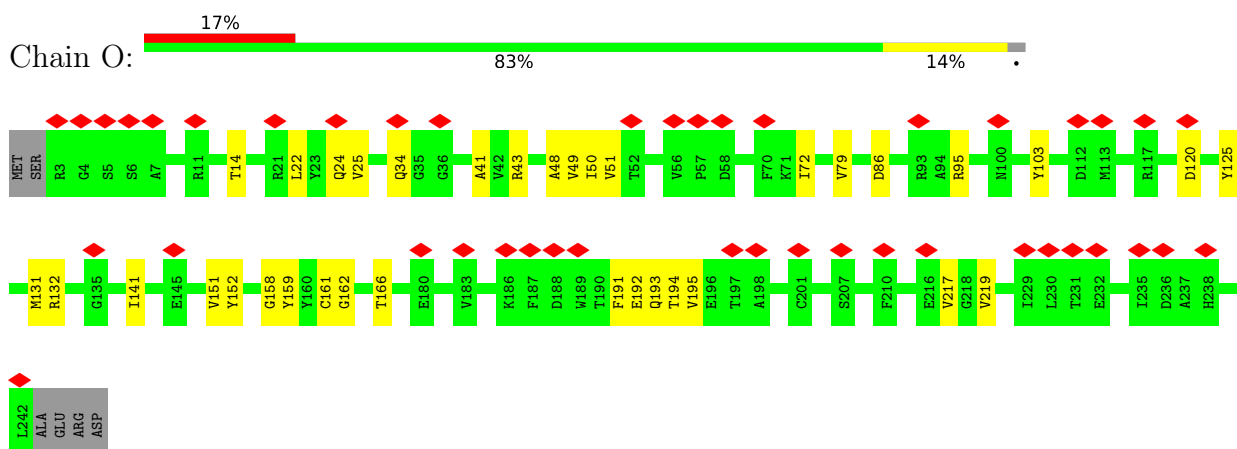 17%
Chain O:
83% 14% •
MET SER R3 G4 S5 S6 A7 R11 T14 R21 L22 Y23 Q24 V25 Q34 G35 G36 A41 V42 R43 A48 V49 I50 V51 T52 V56 P57 D58 F70 K71 I72 V79 D86 R93 A94 R95 N100 Y103 D112 M113 R117 D120 Y125
M131 R132 G135 I141 E145 V151 Y152 G158 Y159 Y160 C161 G162 T166 E180 V183 K186 F187 D188 W189 T190 F191 E192 Q193 T194 V195 E196 T197 A198 C201 S207 F210 E216 V217 G218 V219 I229 L230 T231 E232 I235 D236 A237 H238
L242 ALA GLU ARG ASP